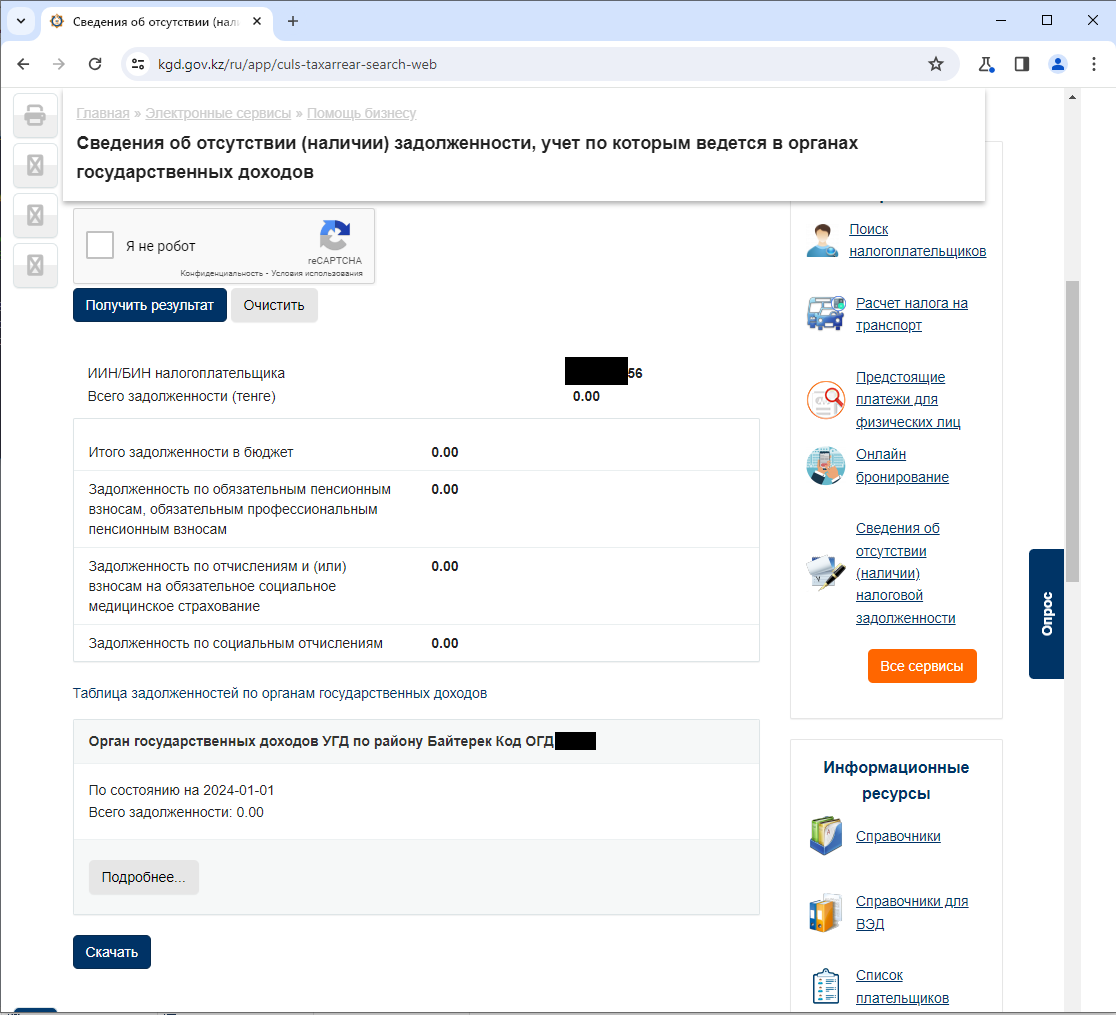 Сведения об отсутствии (нали
kgd.gov.kz/ru/app/culs-taxarrear-search-web
Главная » Электронные сервисы » Помощь бизнесу
Сведения об отсутствии (наличии) задолженности, учет по которым ведется в органах
государственных доходов
Я не робот
reCAPTCHA
Конфиденциальность - Условия использования
Получить результат
Очистить
ИИН/БИН налогоплательщика
56
Всего задолженности (тенге)
0.00
Итого задолженности в бюджет
0.00
Задолженность по обязательным пенсионным
взносам, обязательным профессиональным
пенсионным взносам
0.00
Задолженность по отчислениям и (или)
взносам на обязательное социальное
медицинское страхование
0.00
Задолженность по социальным отчислениям
0.00
Таблица задолженностей по органам государственных доходов
Орган государственных доходов УГД по району Байтерек Код ОГД
По состоянию на 2024-01-01
Всего задолженности: 0.00
Подробнее...
Скачать
Поиск
налогоплательщиков
Расчет налога на
транспорт
Предстоящие
платежи для
физических лиц
Онлайн
бронирование
Сведения об
отсутствии
(наличии)
налоговой
задолженности
Все сервисы
Опрос
Информационные
ресурсы
Справочники
Справочники для
ВЭД
Список
плательщиков